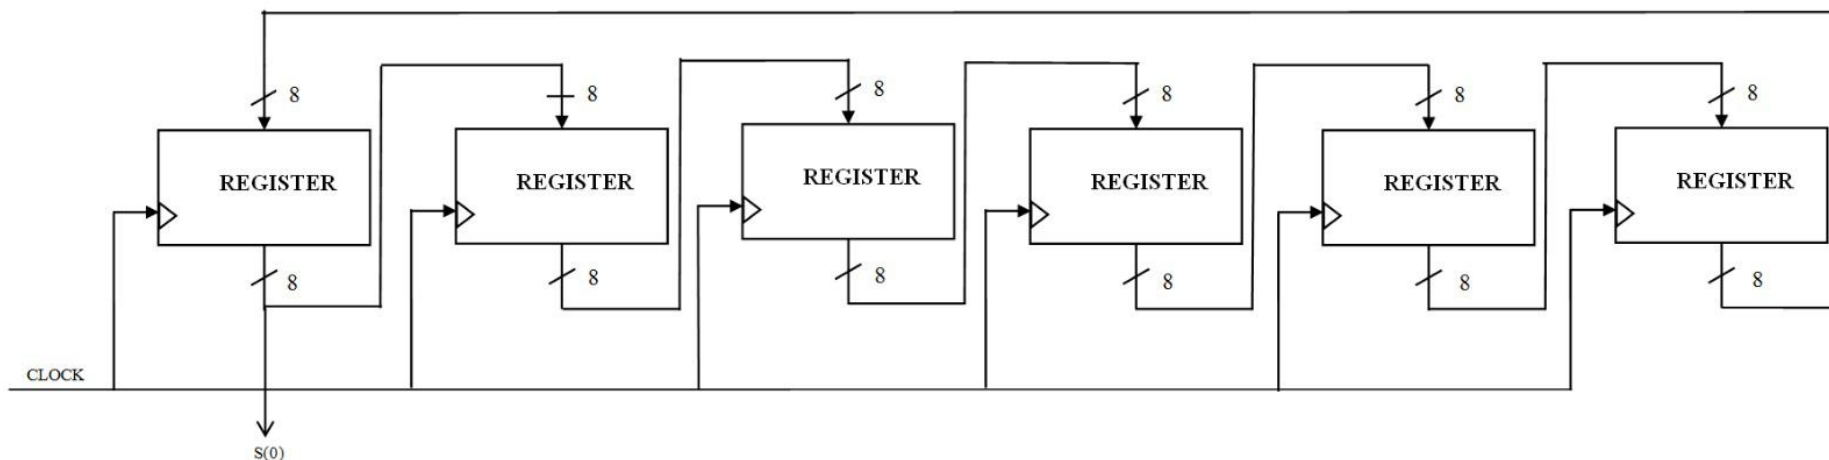 8 8 8 8 8 8
REGISTER REGISTER REGISTER REGISTER REGISTER REGISTER
8 8 8 8 8 8
CLOCK
S(0)